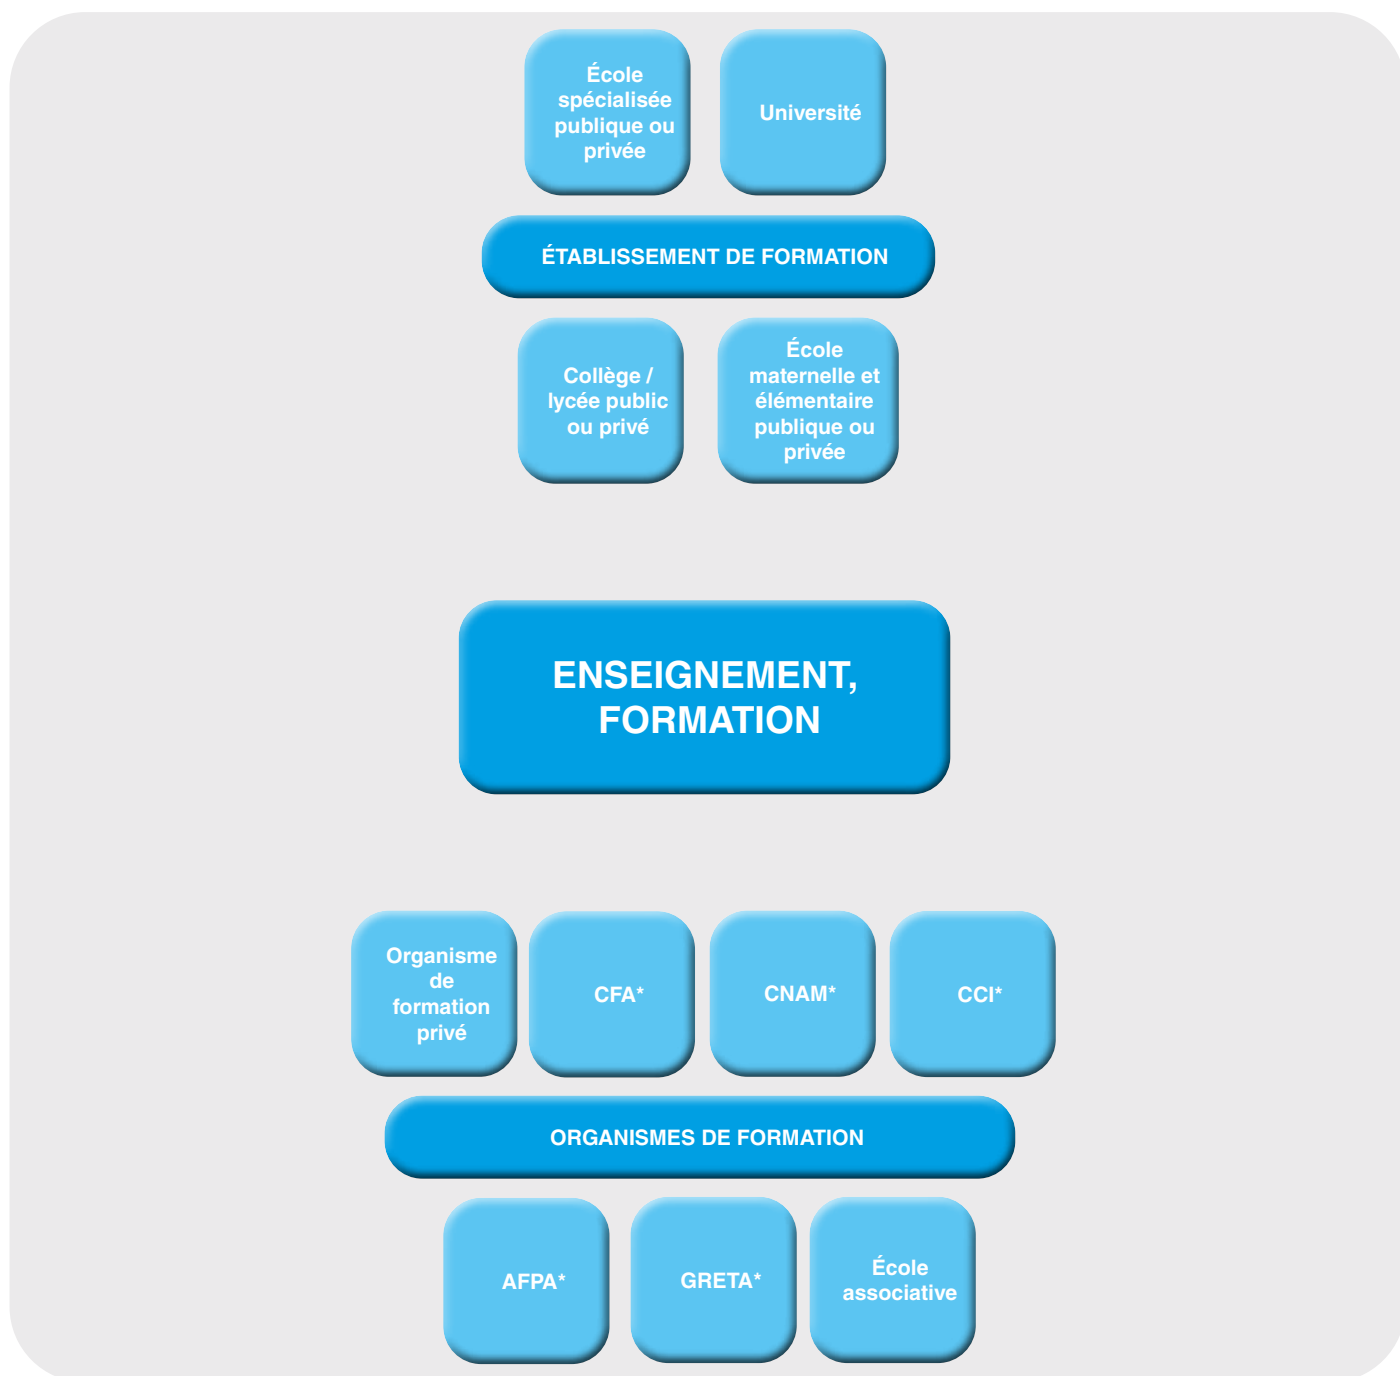 École
spécialisée
publique ou
privée
Université
ÉTABLISSEMENT DE FORMATION
Collège /
lycée public
ou privé
École
maternelle et
élémentaire
publique ou
privée
ENSEIGNEMENT,
FORMATION
Organisme
de
formation
privé
CFA*
CNAM*
CCI*
ORGANISMES DE FORMATION
AFPA*
GRETA*
École
associative